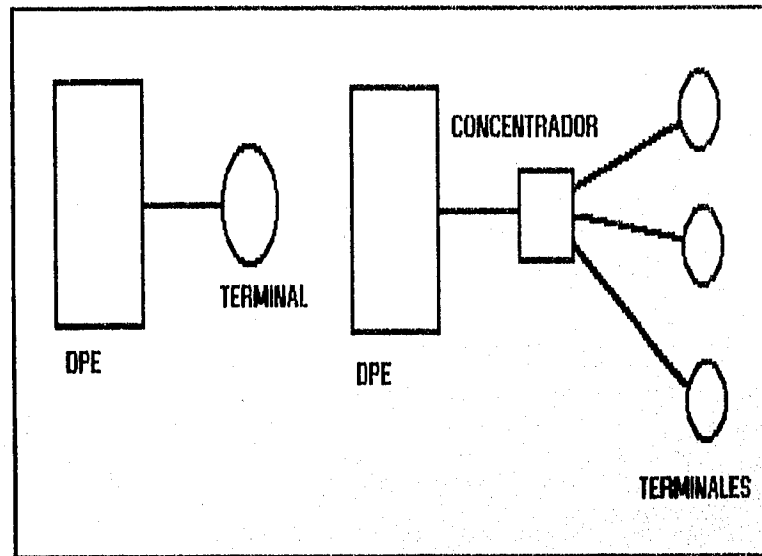 CONCENTRADOR
TERMINAL
DPE
DPE
TERMINALES